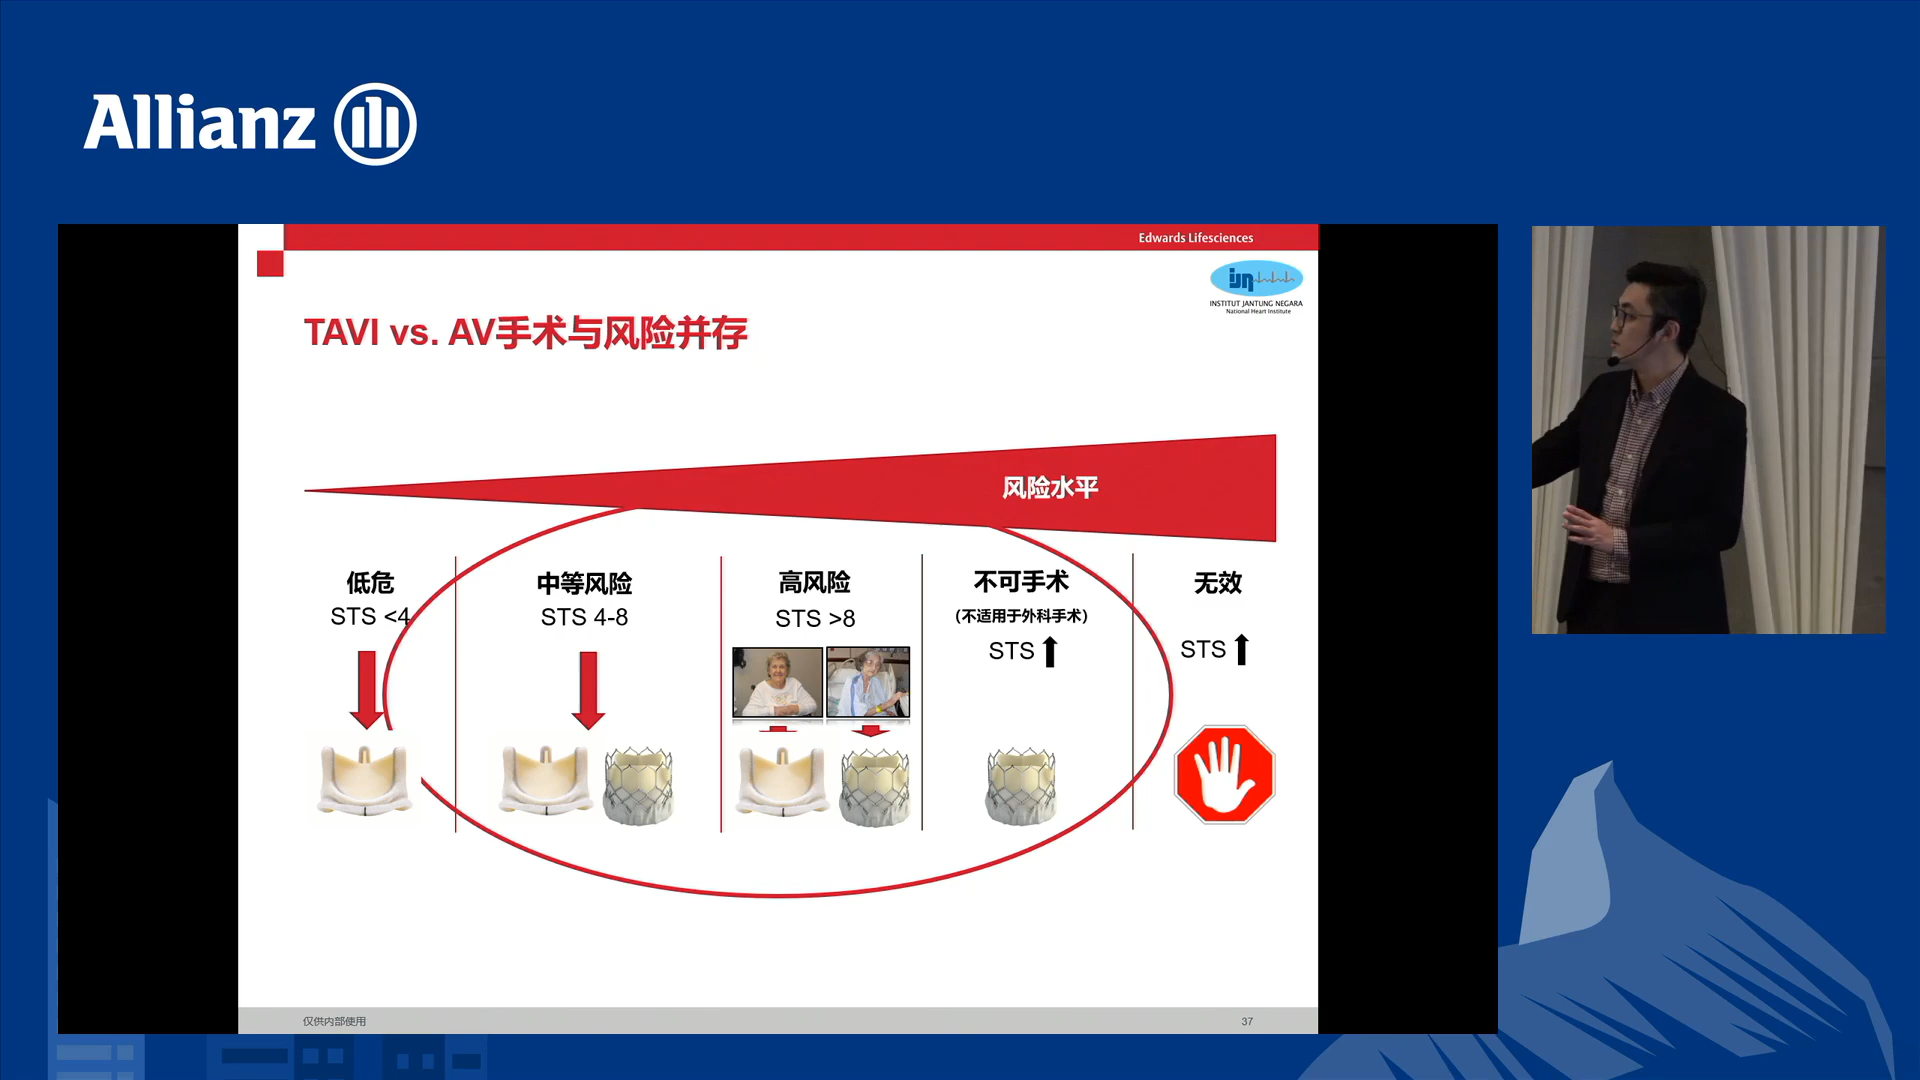 Allianz
Edwards Lifesciences
ijn
INSTITUT JANTUNG NEGARA
National Heart Institute
TAVI vs. AV手术与风险并存
风险水平
低危
STS <4
中等风险
STS 4-8
高风险
STS >8
不可手术
（不适用于外科手术）
STS
无效
STS
仅供内部使用
37